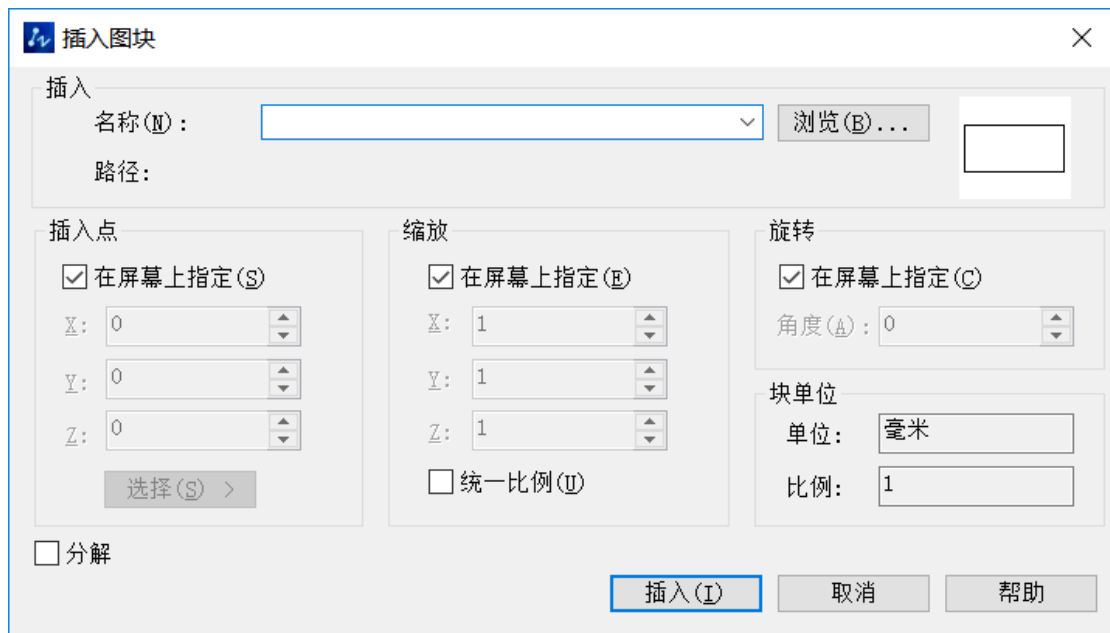 插入图块
插入
名称(N):
浏览(B)...
路径:
插入点
在屏幕上指定(S)
X: 0
Y: 0
Z: 0
选择(S) >
缩放
在屏幕上指定(E)
X: 1
Y: 1
Z: 1
统一比例(U)
旋转
在屏幕上指定(C)
角度(A): 0
块单位
单位: 毫米
比例: 1
分解
插入(I)
取消
帮助